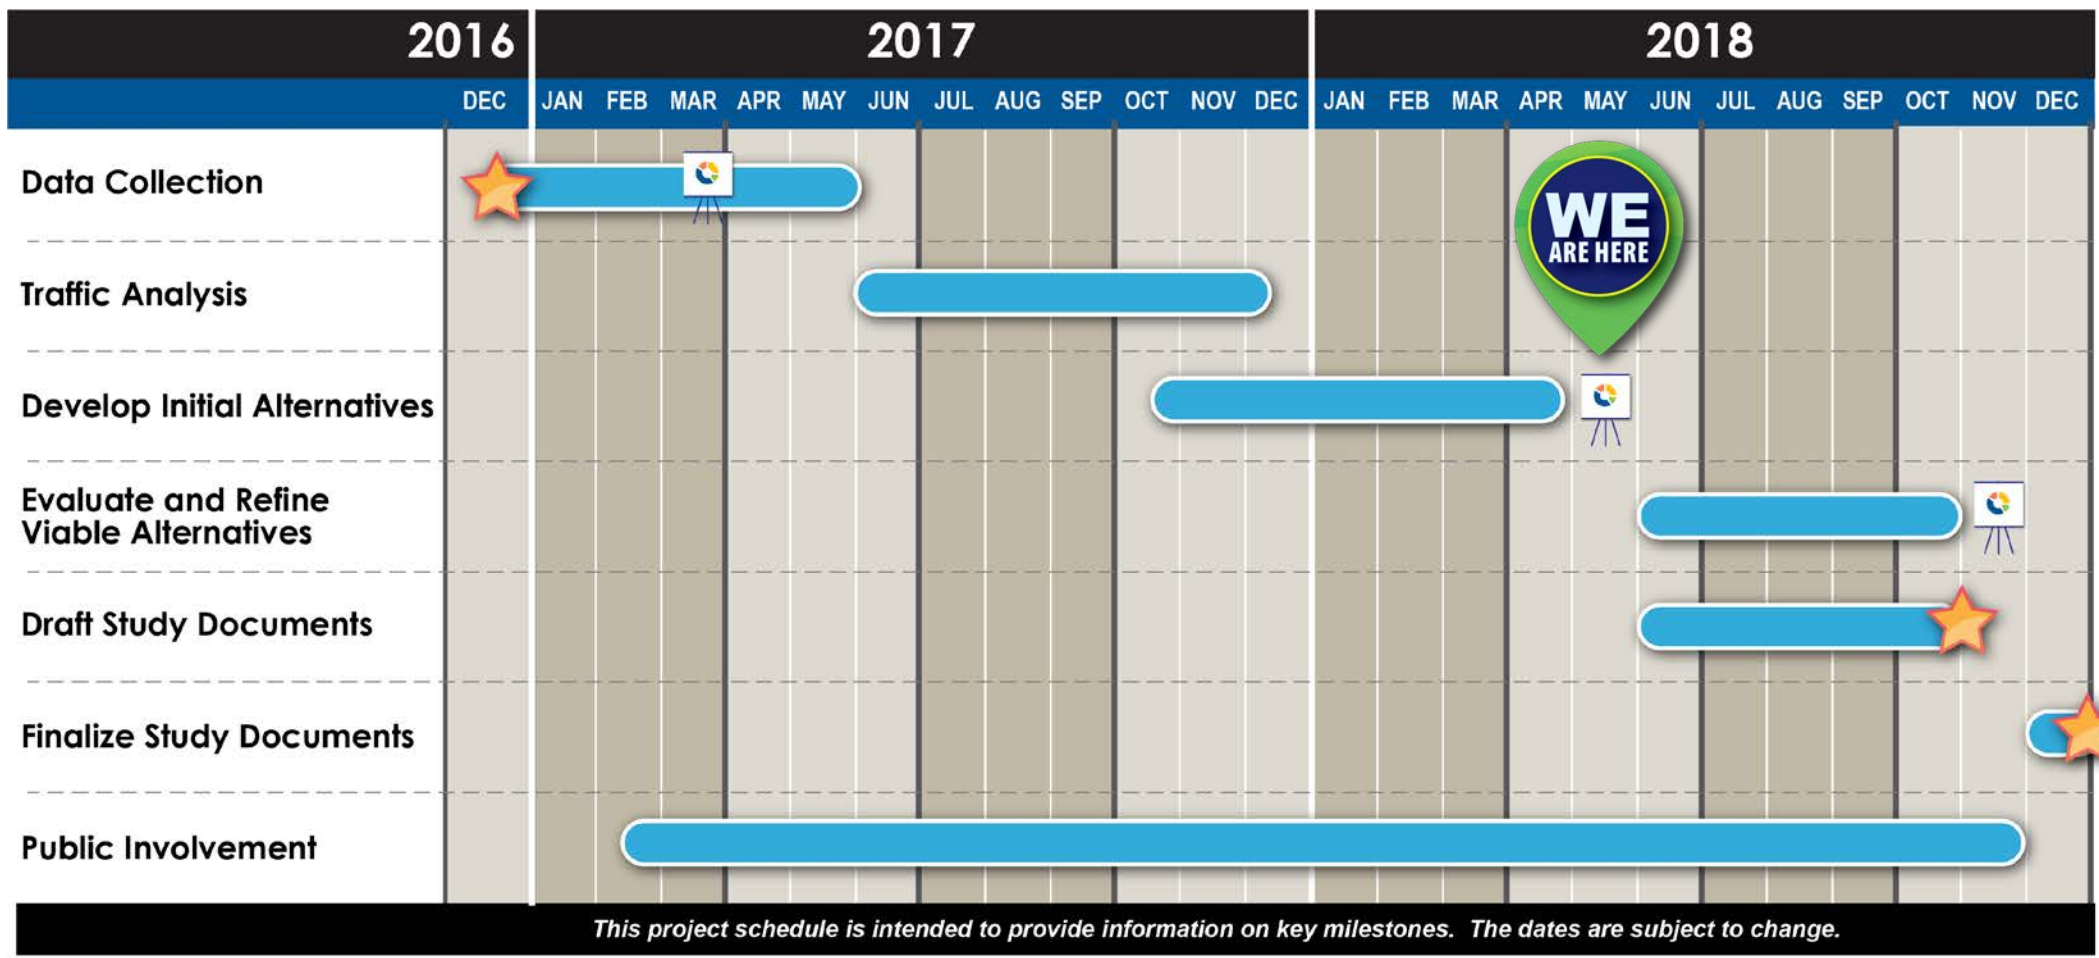 2016 2017 2018
DEC JAN FEB MAR APR MAY JUN JUL AUG SEP OCT NOV DEC JAN FEB MAR APR MAY JUN JUL AUG SEP OCT NOV DEC
Data Collection
WE
ARE HERE
Traffic Analysis
Develop Initial Alternatives
Evaluate and Refine
Viable Alternatives
Draft Study Documents
Finalize Study Documents
Public Involvement
This project schedule is intended to provide information on key milestones. The dates are subject to change.